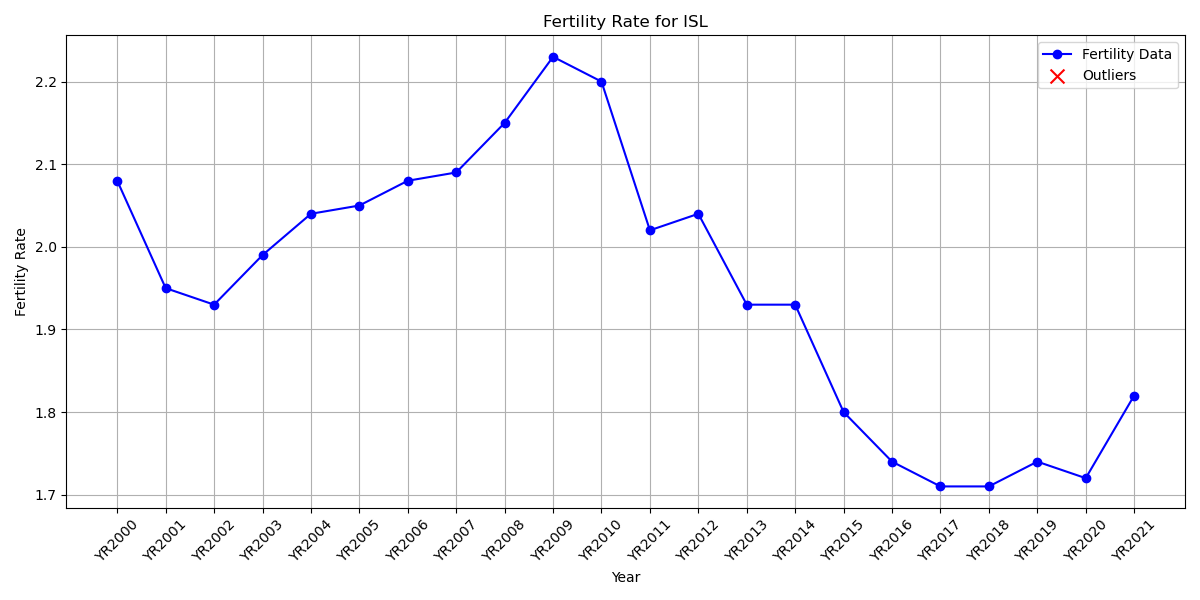 Fertility Rate for ISL
Fertility Data
Outliers
Fertility Rate
2.2
2.1
2.0
1.9
1.8
1.7
YR2000
YR2001
YR2002
YR2003
YR2004
YR2005
YR2006
YR2007
YR2008
YR2009
YR2010
YR2011
YR2012
YR2013
YR2014
YR2015
YR2016
YR2017
YR2018
YR2019
YR2020
YR2021
Year